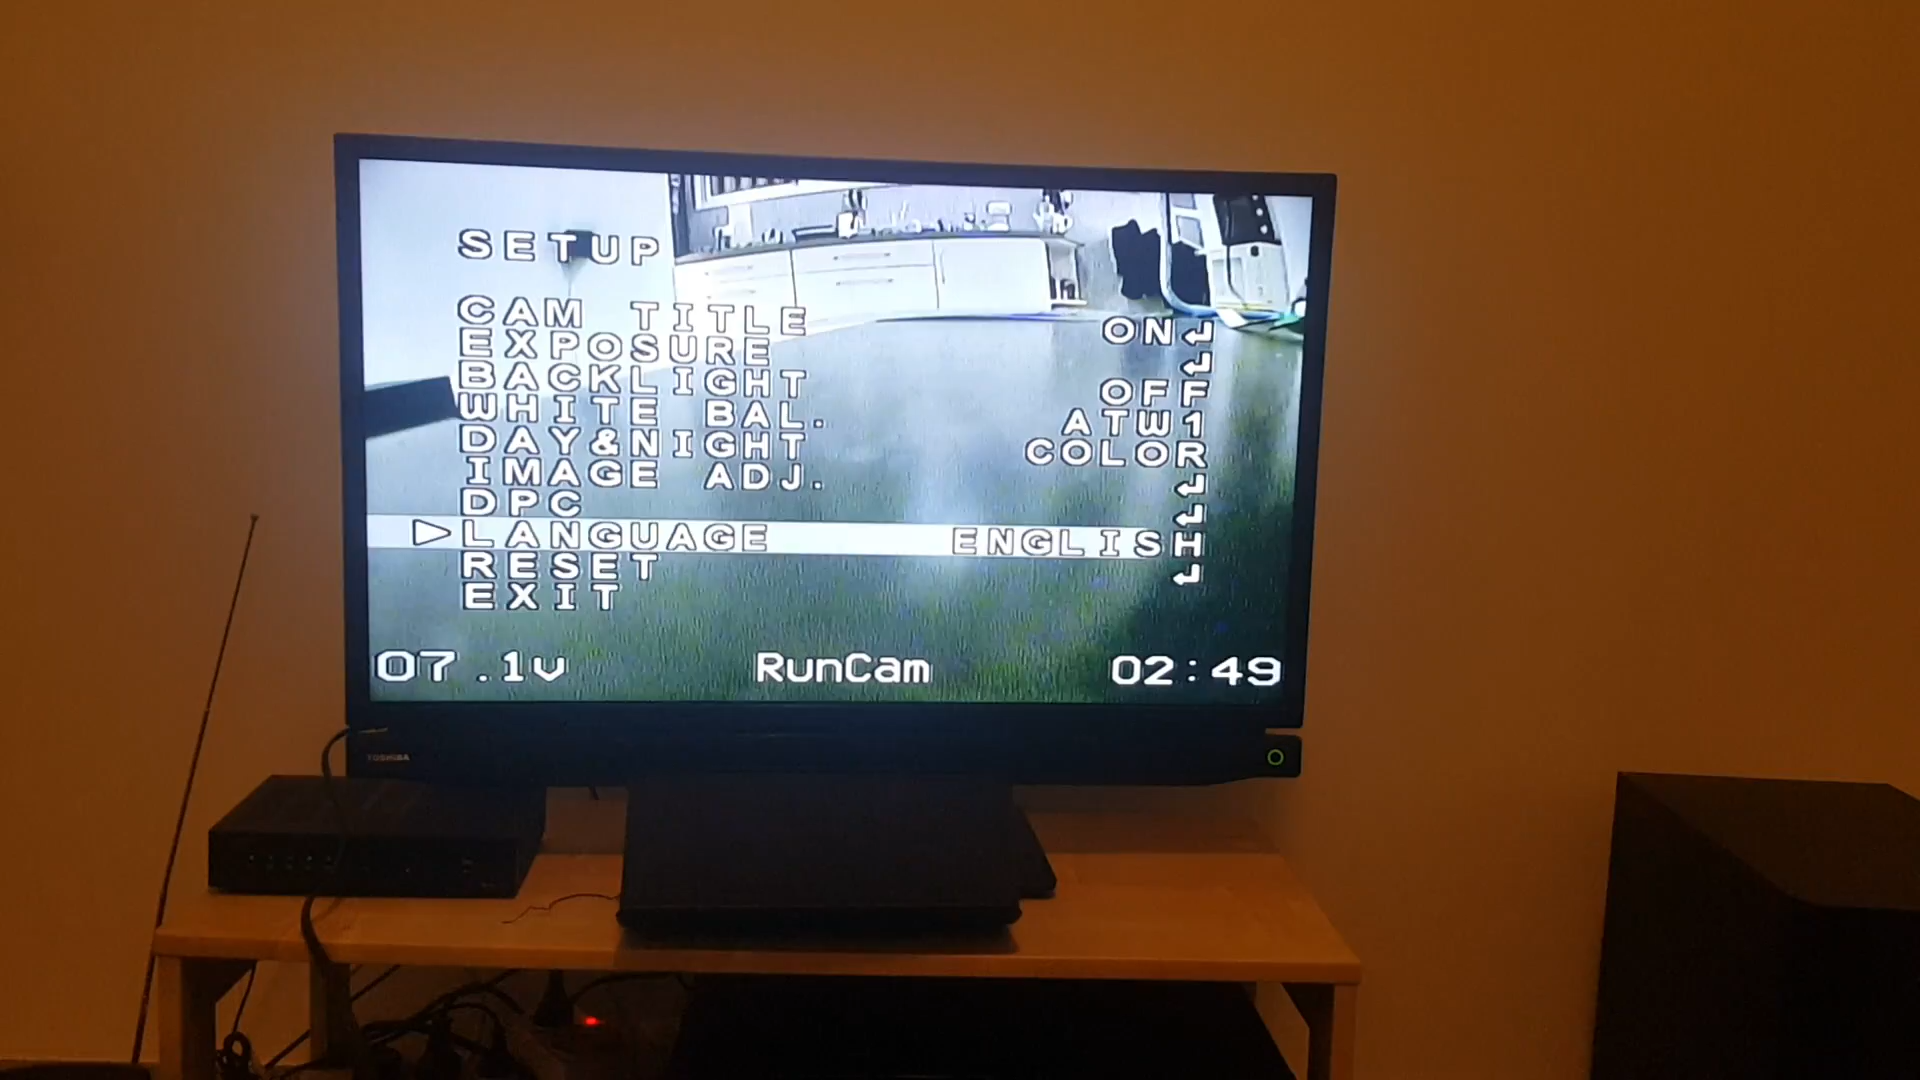 SETUP
CAM TITLE ON↵
EXPOSURE ↵
BACKLIGHT OFF
WHITE BAL. ATW1
DAY&NIGHT COLOR
IMAGE ADJ. ↵
DPC ↵
▷LANGUAGE ENGLISH
RESET ↵
EXIT
07.1v RunCam 02:49
TOSHIBA